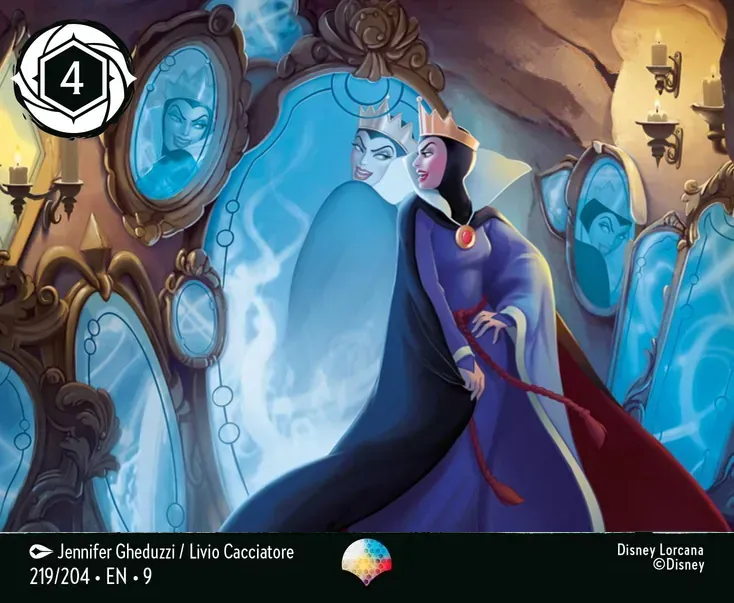 4
Jennifer Gheduzzi / Livio Cacciatore
219/204 • EN • 9
Disney Lorcana
©Disney